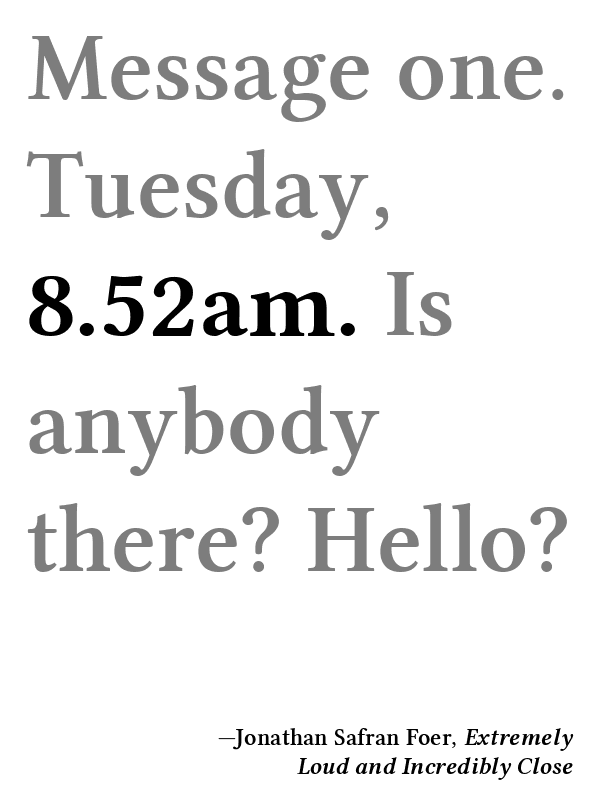 Message one.
Tuesday,
8.52am. Is
anybody
there? Hello?
—Jonathan Safran Foer, Extremely
Loud and Incredibly Close